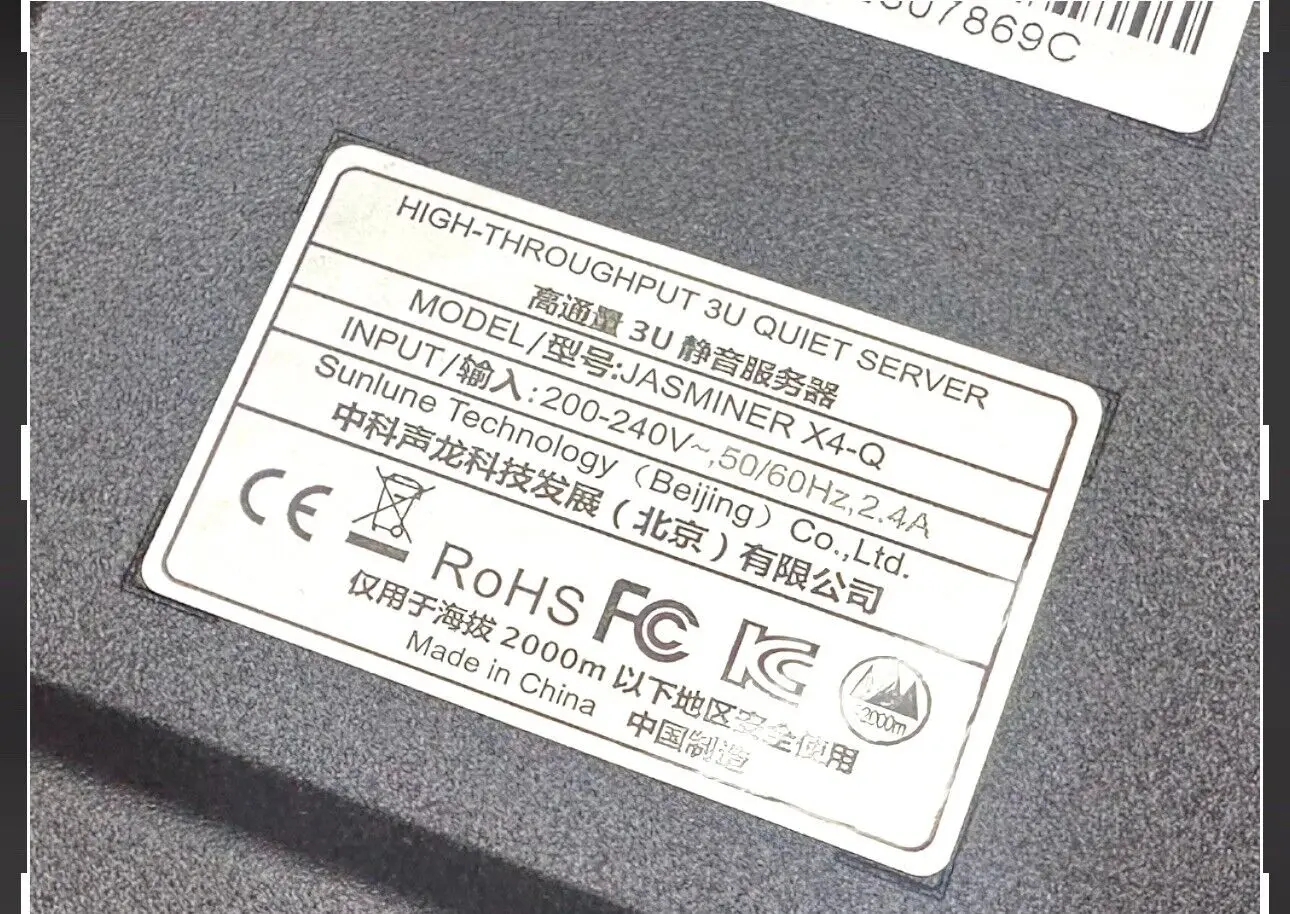 07869C
HIGH-THROUGHPUT 3U QUIET SERVER
高通量 3U 静音服务器
MODEL/型号:JASMINER X4-Q
INPUT/输入:200-240V~,50/60Hz,2.4A
Sunlune Technology（Beijing）Co.,Ltd.
中科声龙科技发展（北京）有限公司
CE RoHS FC KC 2000m
仅用于海拔 2000m 以下地区安全使用
Made in China 中国制造